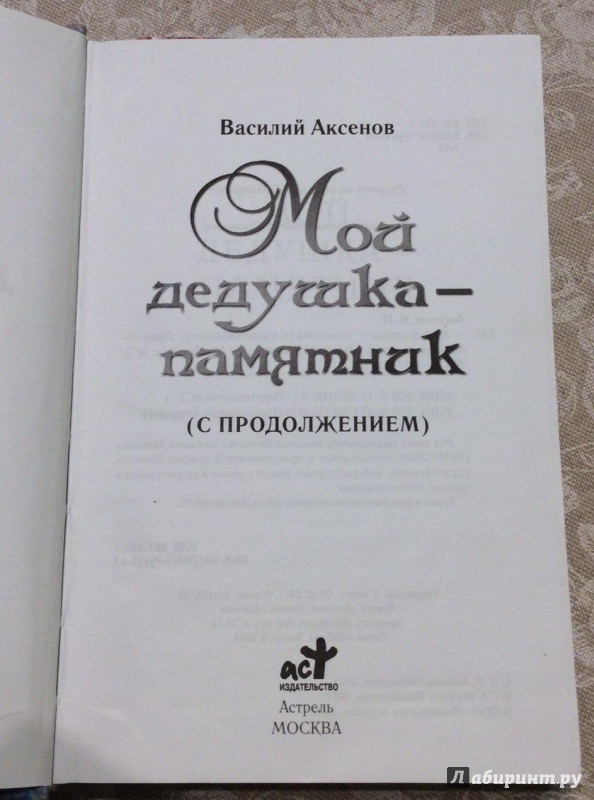 Василий Аксенов
Мой
дедушка –
памятник
(С ПРОДОЛЖЕНИЕМ)
аст
ИЗДАТЕЛЬСТВО
Астрель
МОСКВА
Лабиринт.ру